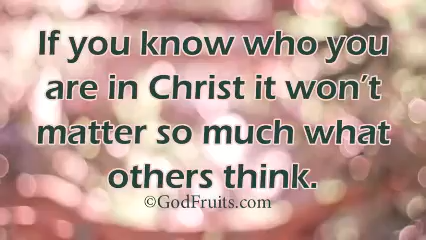 If you know who you
are in Christ it won't
matter so much what
others think.
©GodFruits.com